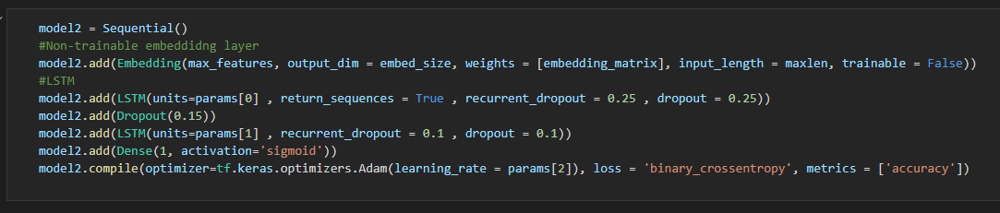 model2 = Sequential()
#Non-trainable embeddidng layer
model2.add(Embedding(max_features, output_dim = embed_size, weights = [embedding_matrix], input_length = maxlen, trainable = False))
#LSTM
model2.add(LSTM(units=params[0] , return_sequences = True , recurrent_dropout = 0.25 , dropout = 0.25))
model2.add(Dropout(0.15))
model2.add(LSTM(units=params[1] , recurrent_dropout = 0.1 , dropout = 0.1))
model2.add(Dense(1, activation='sigmoid'))
model2.compile(optimizer=tf.keras.optimizers.Adam(learning_rate = params[2]), loss = 'binary_crossentropy', metrics = ['accuracy'])